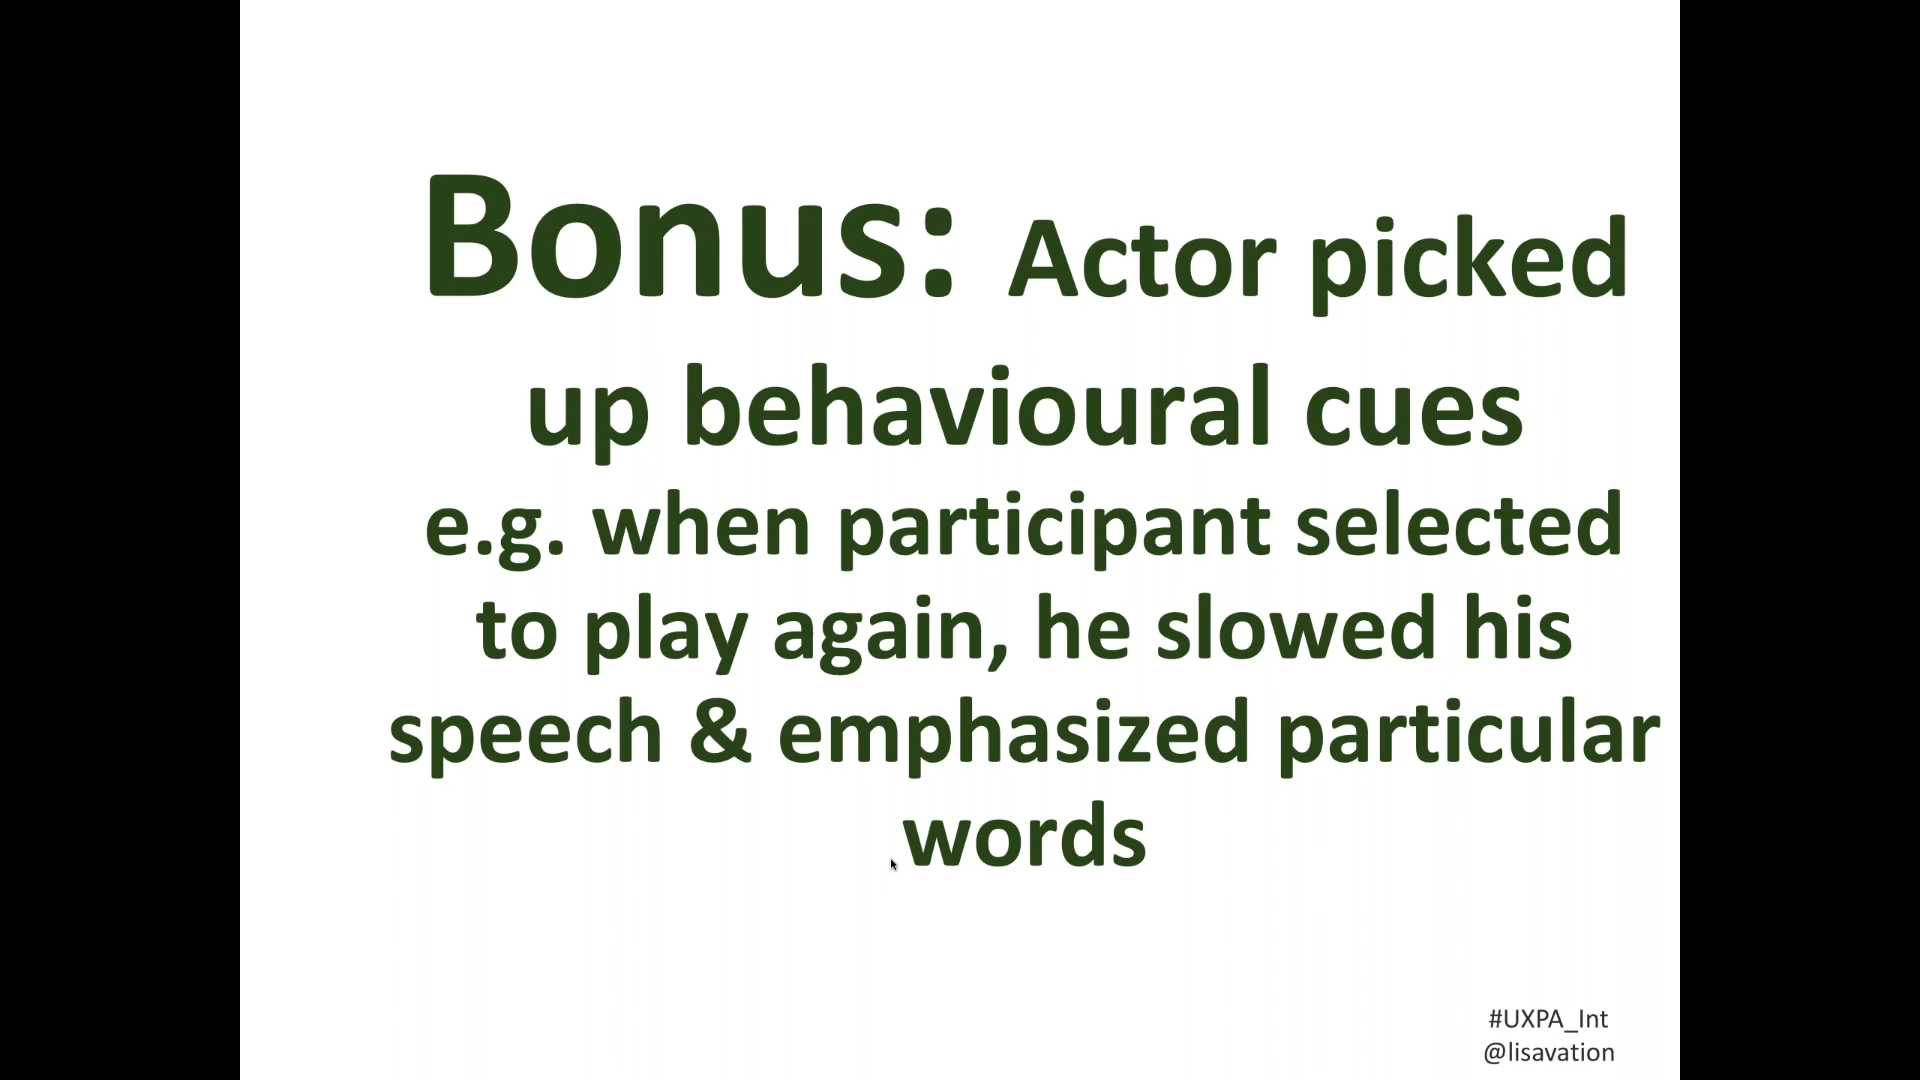 Bonus: Actor picked
up behavioural cues
e.g. when participant selected
to play again, he slowed his
speech & emphasized particular
words
#UXPA_Int
@lisavation